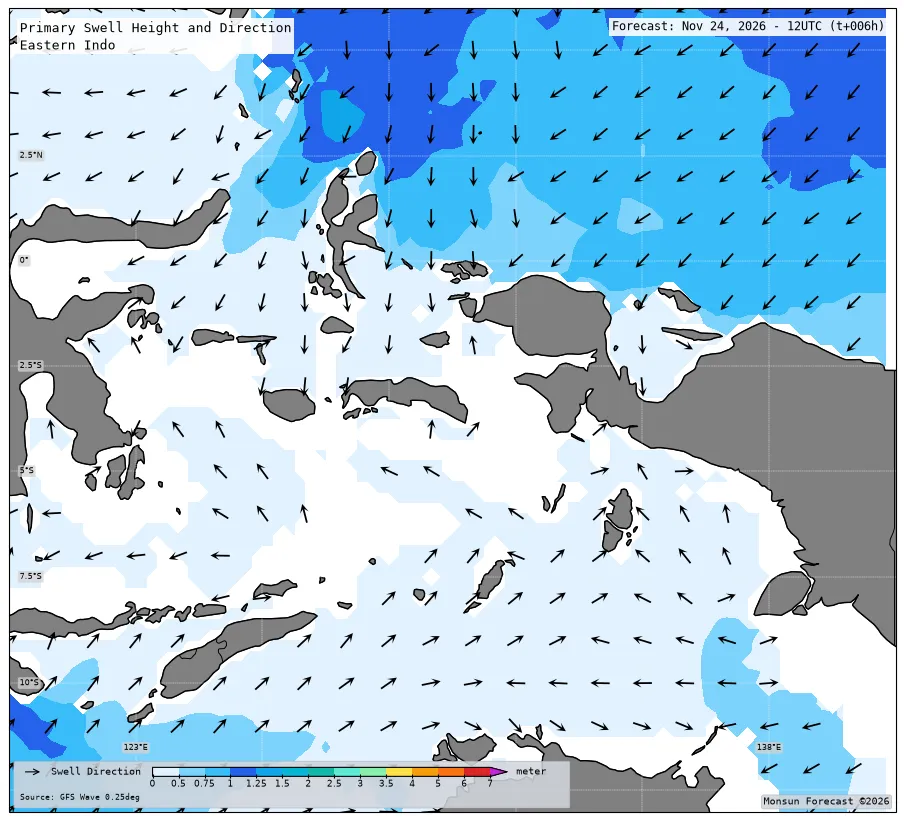 Primary Swell Height and Direction
Eastern Indo
Forecast: Nov 24, 2026 - 12UTC (t+006h)
2.5°N
0°
2.5°S
5°S
7.5°S
10°S
123°E
138°E
Swell Direction
0 0.5 0.75 1 1.25 1.5 2 2.5 3 3.5 4 5 6 7
meter
Source: GFS Wave 0.25deg
Monsun Forecast ©2026